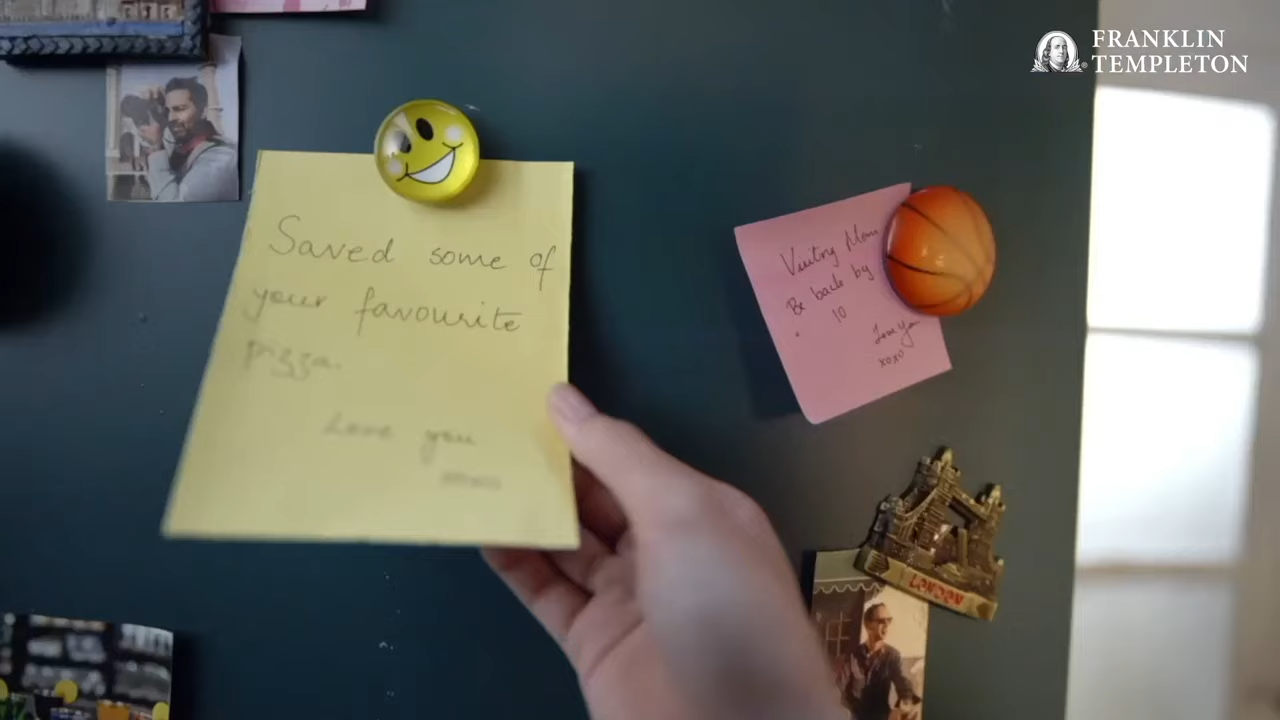 FRANKLIN
TEMPLETON
Saved some of
your favourite
pizza.
Love you
Visiting Mom
Be back by
10
Love you
xoxo
LONDON